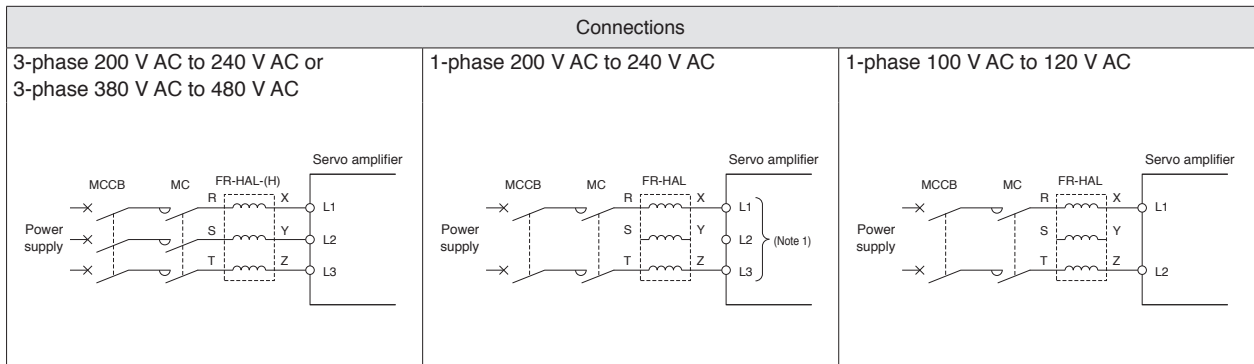 Connections
3-phase 200 V AC to 240 V AC or
3-phase 380 V AC to 480 V AC
Servo amplifier
MCCB MC FR-HAL-(H)
R X
L1
Power
supply
S Y
L2
T Z
L3
1-phase 200 V AC to 240 V AC
Servo amplifier
MCCB MC FR-HAL
R X
L1
Power
supply
S Y
L2
(Note 1)
T Z
L3
1-phase 100 V AC to 120 V AC
Servo amplifier
MCCB MC FR-HAL
R X
L1
Power
supply
S Y
T Z
L2